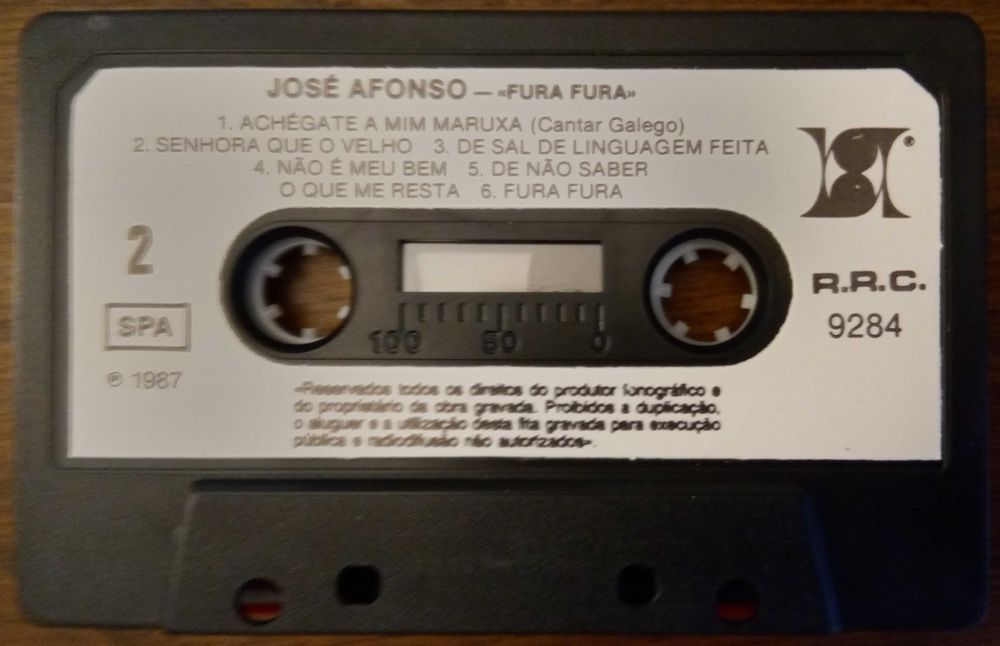 JOSÉ AFONSO — «FURA FURA»
1. ACHÉGATE A MIM MARUXA (Cantar Galego)
2. SENHORA QUE O VELHO 3. DE SAL DE LINGUAGEM FEITA
4. NÃO É MEU BEM 5. DE NÃO SABER
O QUE ME RESTA 6. FURA FURA
2
SPA
℗ 1987
R.R.C.
9284
100 50 0
«Reservados todos os direitos do produtor fonográfico e
do proprietário da obra gravada. Proibidos a duplicação,
o aluguer e a utilização desta fita gravada para execução
pública e radiodifusão não autorizados».